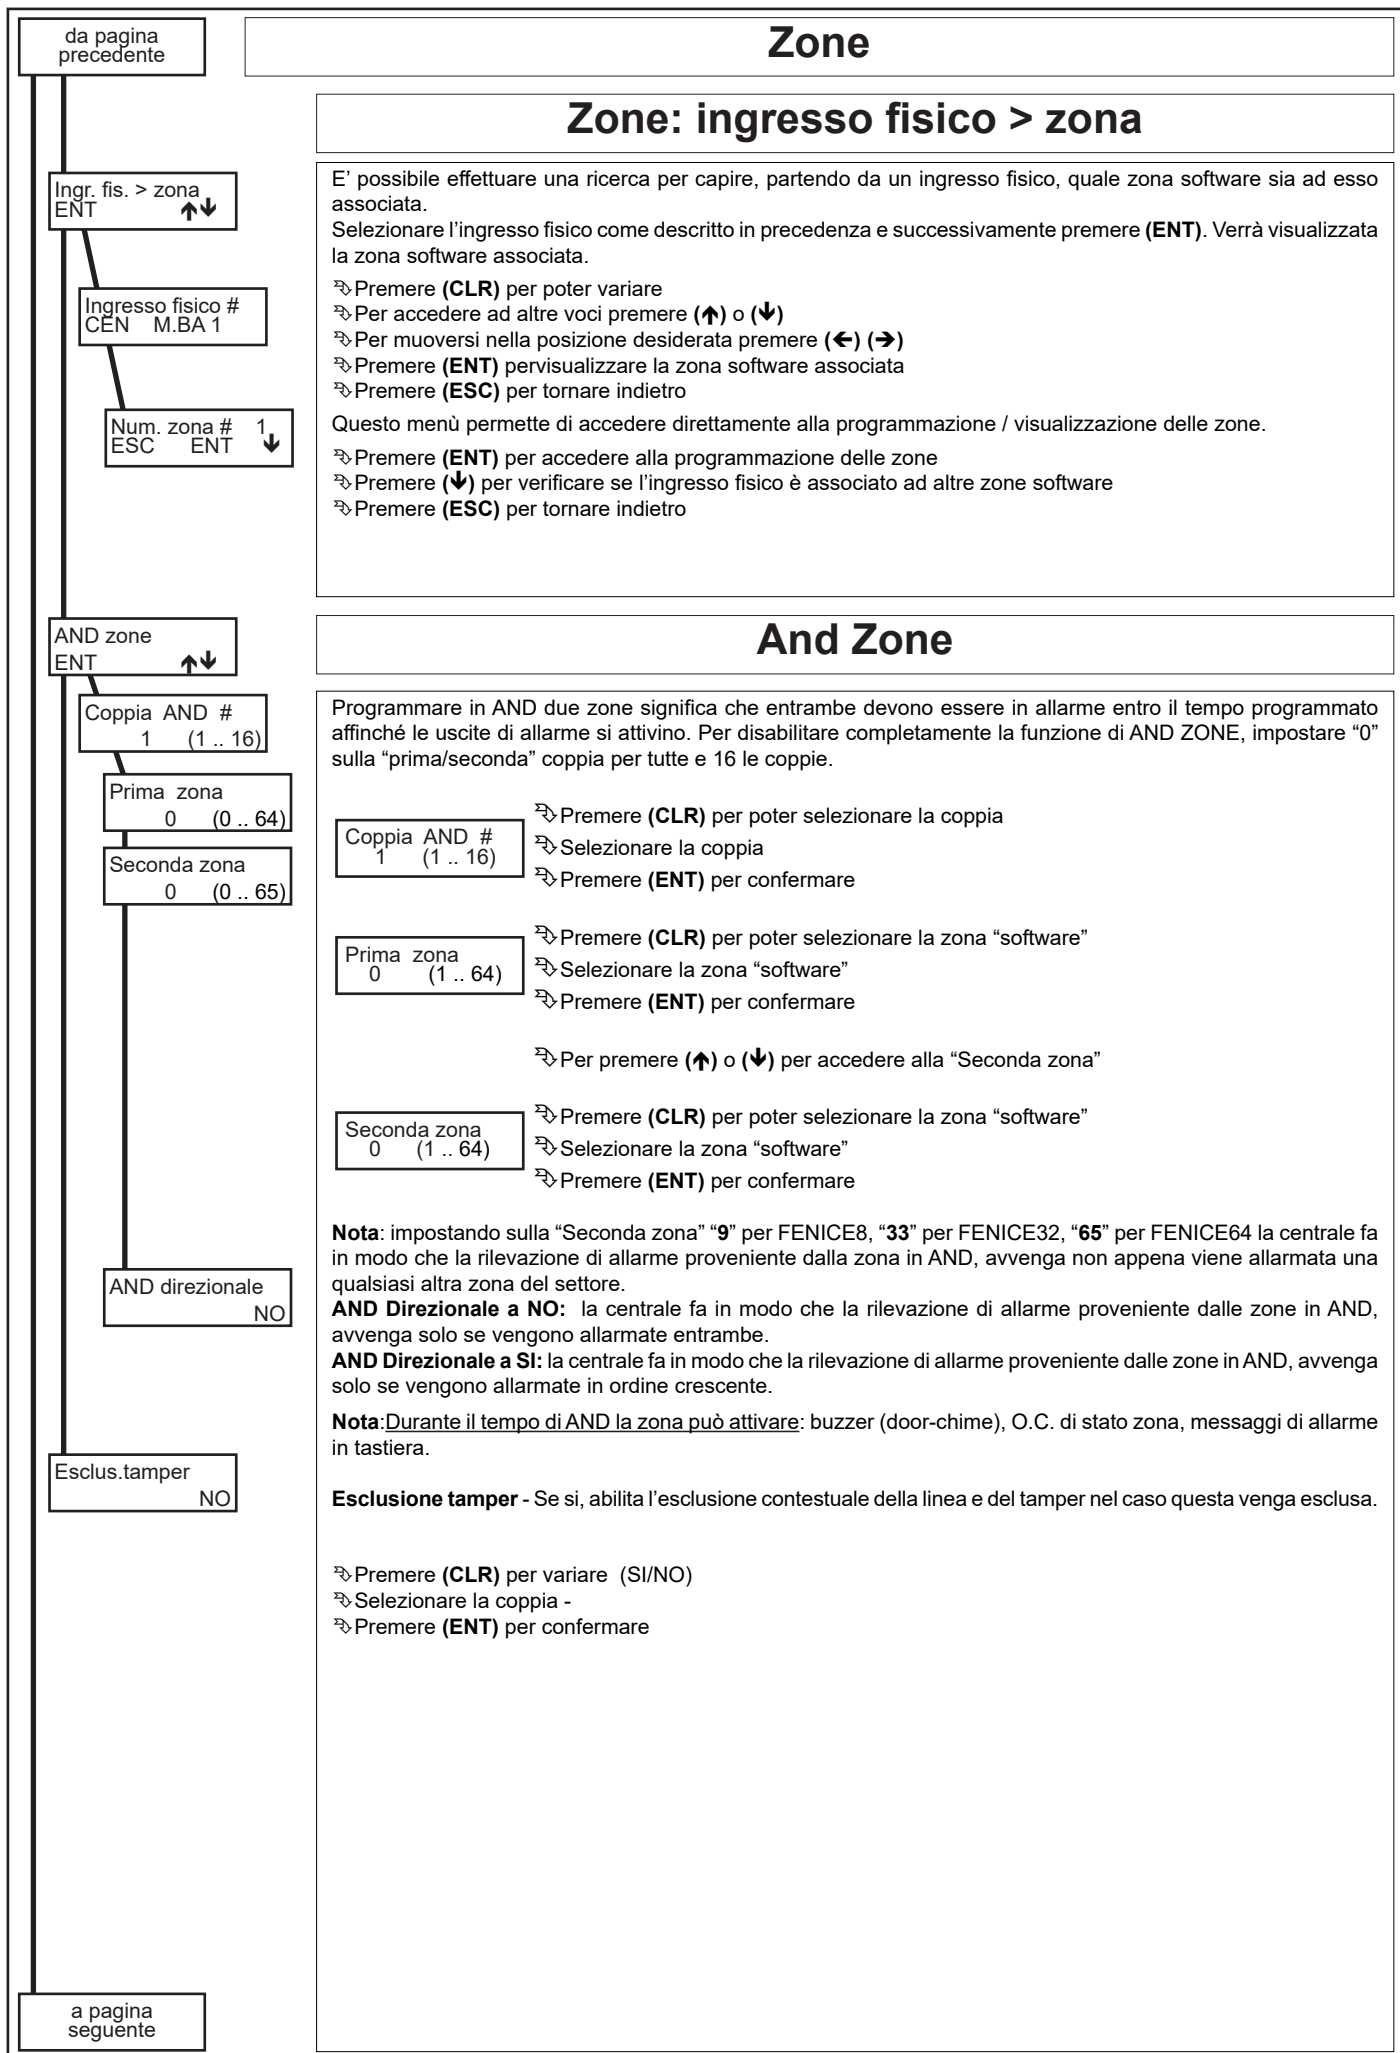 da pagina
precedente
Zone
Zone: ingresso fisico > zona
Ingr. fis. > zona
ENT ↑↓
Ingresso fisico #
CEN M.BA 1
Num. zona # 1
ESC ENT ↓
E' possibile effettuare una ricerca per capire, partendo da un ingresso fisico, quale zona software sia ad esso
associata.
Selezionare l'ingresso fisico come descritto in precedenza e successivamente premere (ENT). Verrà visualizzata
la zona software associata.
Premere (CLR) per poter variare
Per accedere ad altre voci premere (↑) o (↓)
Per muoversi nella posizione desiderata premere (←) (→)
Premere (ENT) pervisualizzare la zona software associata
Premere (ESC) per tornare indietro
Questo menù permette di accedere direttamente alla programmazione / visualizzazione delle zone.
Premere (ENT) per accedere alla programmazione delle zone
Premere (↓) per verificare se l'ingresso fisico è associato ad altre zone software
Premere (ESC) per tornare indietro
AND zone
ENT ↑↓
Coppia AND #
1 (1 .. 16)
Prima zona
0 (0 .. 64)
Seconda zona
0 (0 .. 65)
And Zone
Programmare in AND due zone significa che entrambe devono essere in allarme entro il tempo programmato
affinché le uscite di allarme si attivino. Per disabilitare completamente la funzione di AND ZONE, impostare “0”
sulla “prima/seconda” coppia per tutte e 16 le coppie.
Coppia AND #
1 (1 .. 16)
Premere (CLR) per poter selezionare la coppia
Selezionare la coppia
Premere (ENT) per confermare
Prima zona
0 (1 .. 64)
Premere (CLR) per poter selezionare la zona “software”
Selezionare la zona “software”
Premere (ENT) per confermare
Per premere (↑) o (↓) per accedere alla “Seconda zona”
Seconda zona
0 (1 .. 64)
Premere (CLR) per poter selezionare la zona “software”
Selezionare la zona “software”
Premere (ENT) per confermare
Nota: impostando sulla “Seconda zona” “9” per FENICE8, “33” per FENICE32, “65” per FENICE64 la centrale fa
in modo che la rilevazione di allarme proveniente dalla zona in AND, avvenga non appena viene allarmata una
qualsiasi altra zona del settore.
AND Direzionale a NO: la centrale fa in modo che la rilevazione di allarme proveniente dalle zone in AND,
avvenga solo se vengono allarmate entrambe.
AND Direzionale a SI: la centrale fa in modo che la rilevazione di allarme proveniente dalle zone in AND, avvenga
solo se vengono allarmate in ordine crescente.
Nota:Durante il tempo di AND la zona può attivare: buzzer (door-chime), O.C. di stato zona, messaggi di allarme
in tastiera.
AND direzionale
NO
Esclus.tamper
NO
Esclusione tamper - Se si, abilita l'esclusione contestuale della linea e del tamper nel caso questa venga esclusa.
Premere (CLR) per variare (SI/NO)
Selezionare la coppia -
Premere (ENT) per confermare
a pagina
seguente